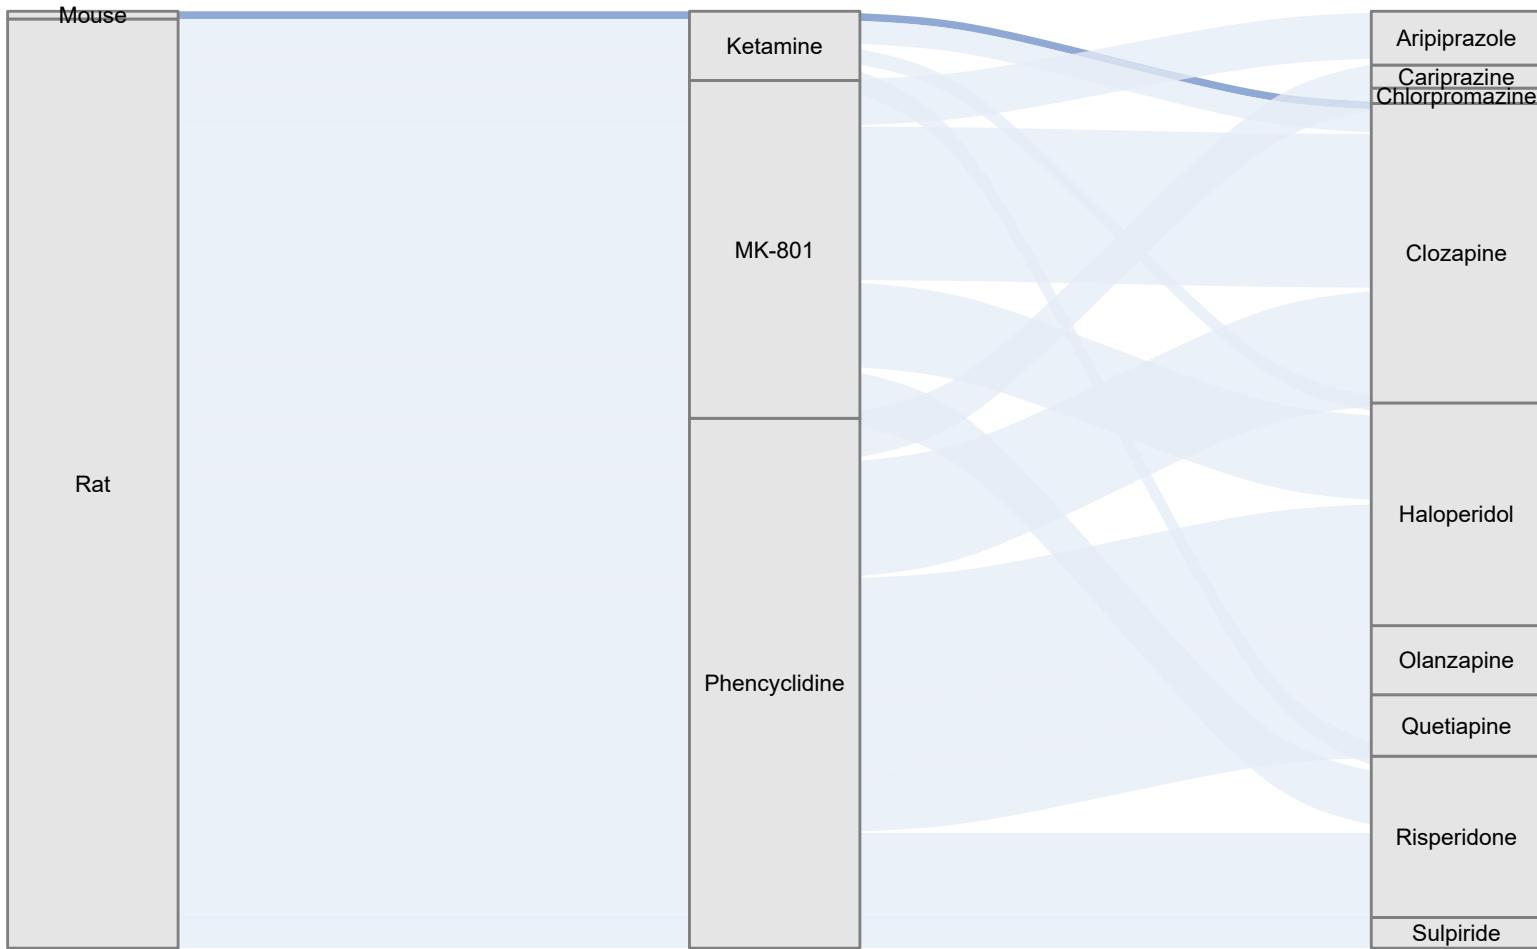 Mouse
Rat
Ketamine
MK-801
Phencyclidine
Aripiprazole
Cariprazine
Chlorpromazine
Clozapine
Haloperidol
Olanzapine
Quetiapine
Risperidone
Sulpiride